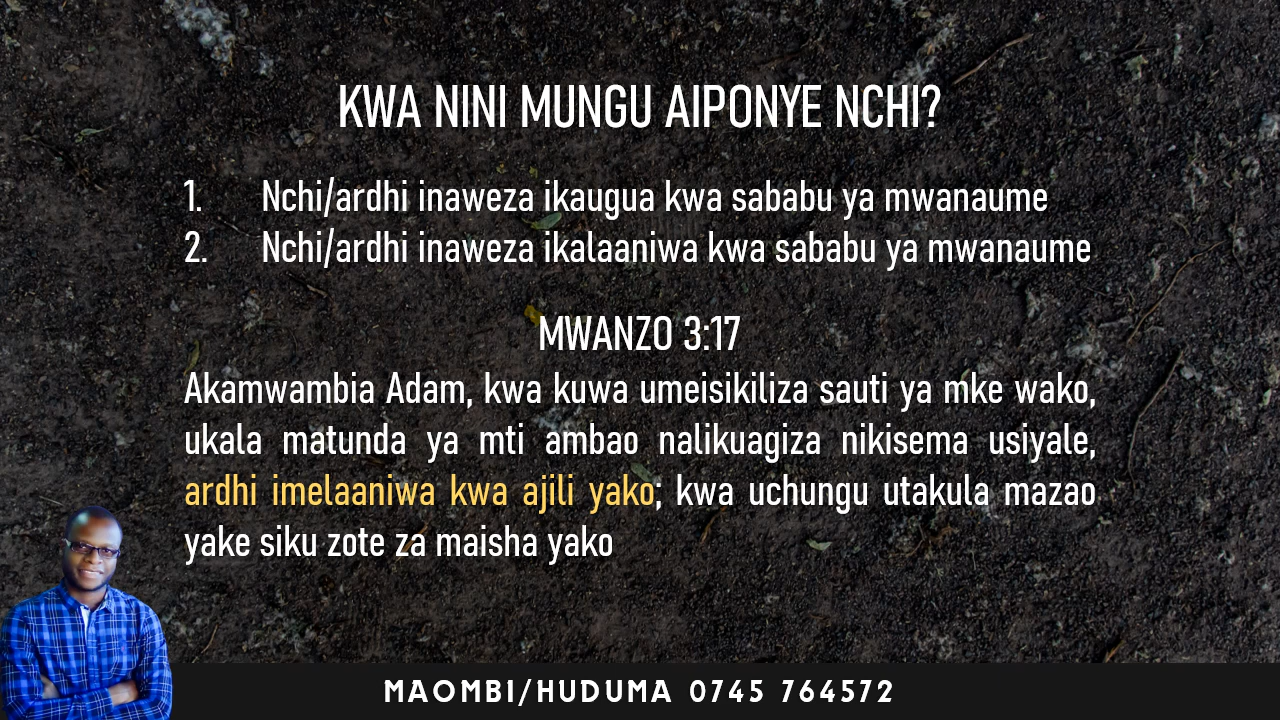 KWA NINI MUNGU AIPONYE NCHI?
1. Nchi/ardhi inaweza ikaugua kwa sababu ya mwanaume
2. Nchi/ardhi inaweza ikalaaniwa kwa sababu ya mwanaume
MWANZO 3:17
Akamwambia Adam, kwa kuwa umeisikiliza sauti ya mke wako,
ukala matunda ya mti ambao nalikuagiza nikisema usiyale,
ardhi imelaaniwa kwa ajili yako; kwa uchungu utakula mazao
yake siku zote za maisha yako
MAOMBI/HUDUMA 0745 764572